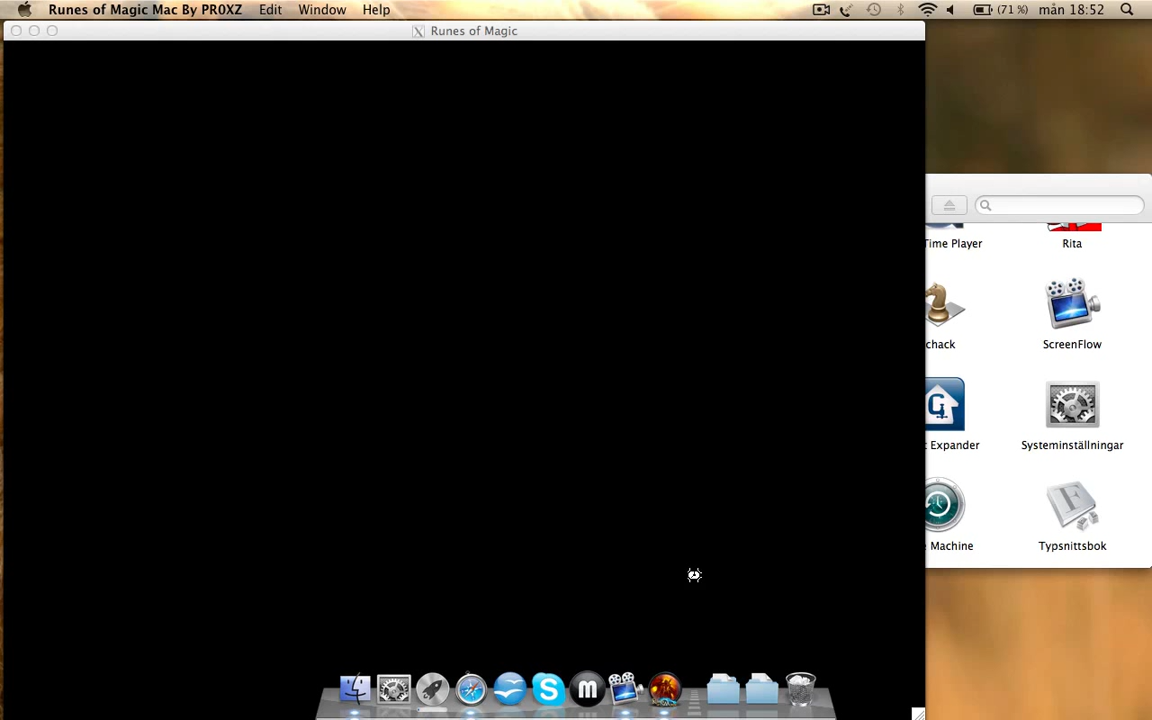 Runes of Magic Mac By PR0XZ Edit Window Help (71 %) mån 18:52
X Runes of Magic
Time Player Rita
chack ScreenFlow
t Expander Systeminställningar
e Machine Typsnittsbok